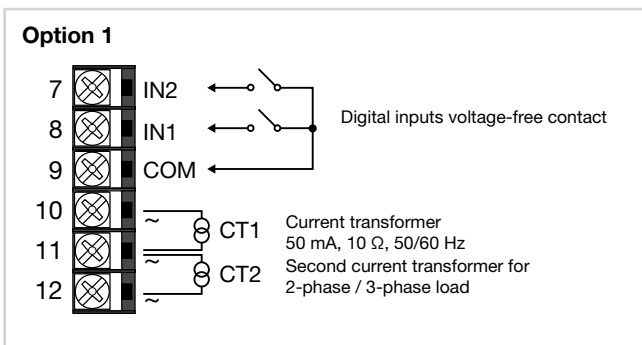 Option 1
7 IN2
8 IN1
Digital inputs voltage-free contact
9 COM
10
~
CT1
Current transformer
50 mA, 10 Ω, 50/60 Hz
11
~
CT2
Second current transformer for
2-phase / 3-phase load
12
~